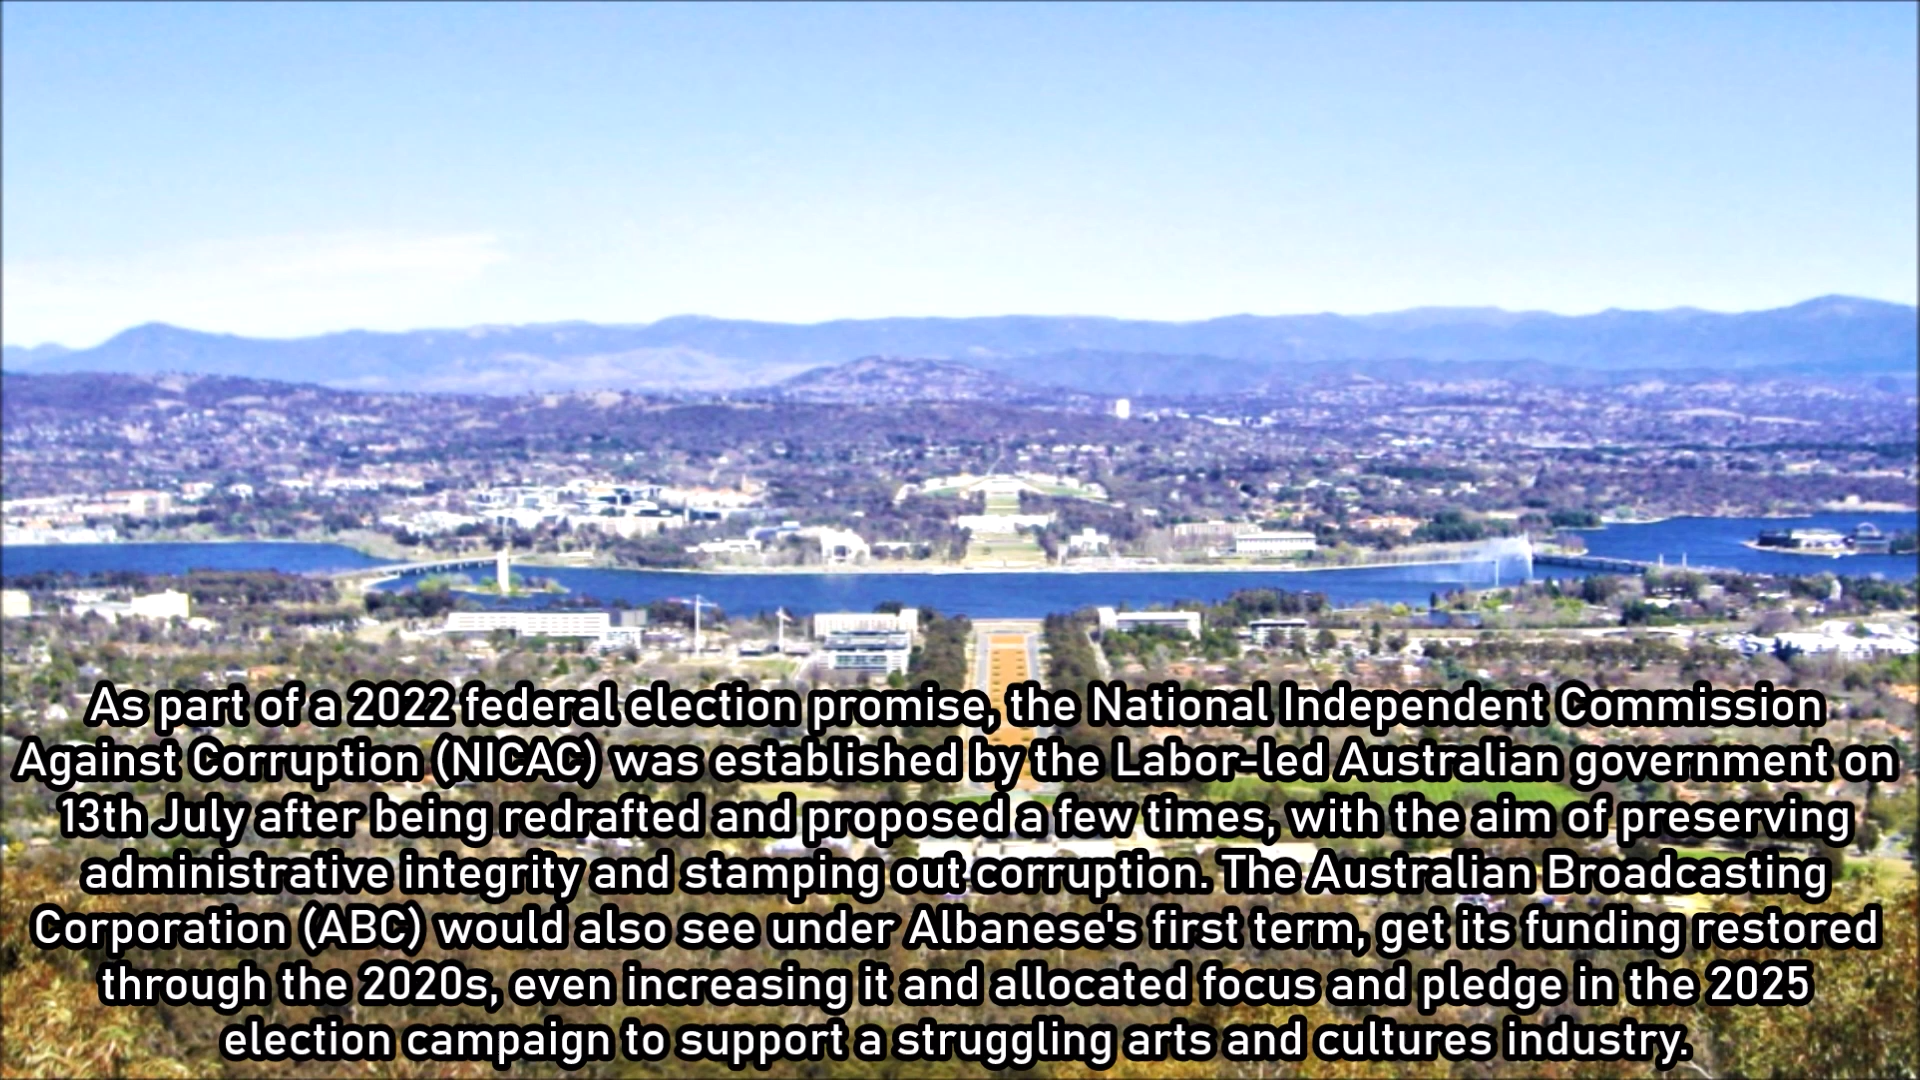 As part of a 2022 federal election promise, the National Independent Commission
Against Corruption (NICAC) was established by the Labor-led Australian government on
13th July after being redrafted and proposed a few times, with the aim of preserving
administrative integrity and stamping out corruption. The Australian Broadcasting
Corporation (ABC) would also see under Albanese's first term, get its funding restored
through the 2020s, even increasing it and allocated focus and pledge in the 2025
election campaign to support a struggling arts and cultures industry.